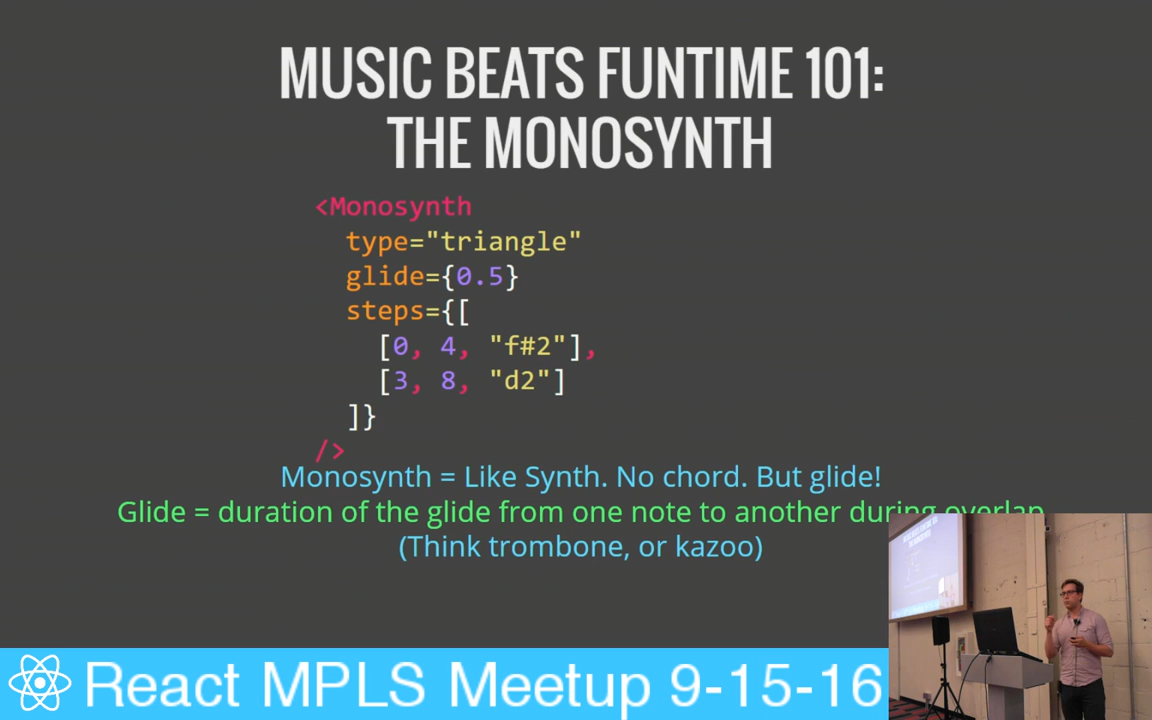 MUSIC BEATS FUNTIME 101:
THE MONOSYNTH
<Monosynth
type="triangle"
glide={0.5}
steps={[
[0, 4, "f#2"],
[3, 8, "d2"]
]}
/>
Monosynth = Like Synth. No chord. But glide!
Glide = duration of the glide from one note to another during overlap
(Think trombone, or kazoo)
React MPLS Meetup 9-15-16